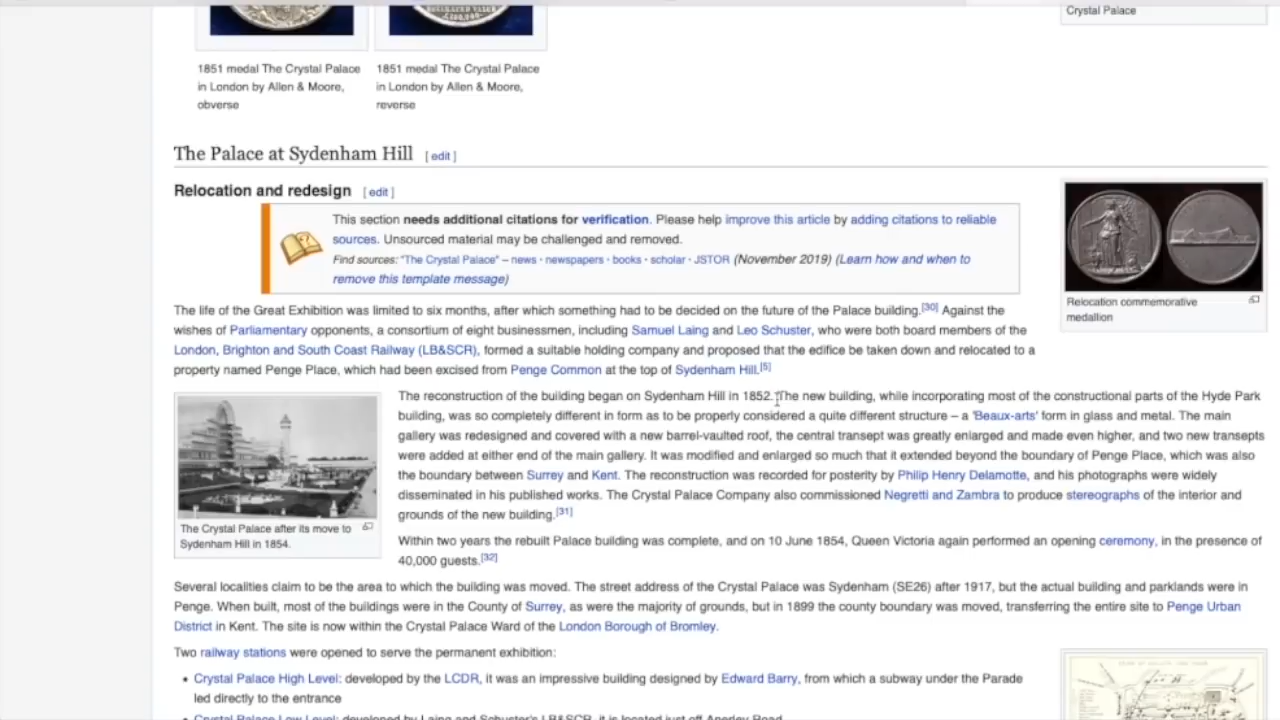 Crystal Palace
1851 medal The Crystal Palace
in London by Allen & Moore,
obverse
1851 medal The Crystal Palace
in London by Allen & Moore,
reverse
The Palace at Sydenham Hill [ edit ]
Relocation and redesign [ edit ]
This section needs additional citations for verification. Please help improve this article by adding citations to reliable
sources. Unsourced material may be challenged and removed.
Find sources: "The Crystal Palace" – news · newspapers · books · scholar · JSTOR (November 2019) (Learn how and when to
remove this template message)
Relocation commemorative
medallion
The life of the Great Exhibition was limited to six months, after which something had to be decided on the future of the Palace building.[30] Against the
wishes of Parliamentary opponents, a consortium of eight businessmen, including Samuel Laing and Leo Schuster, who were both board members of the
London, Brighton and South Coast Railway (LB&SCR), formed a suitable holding company and proposed that the edifice be taken down and relocated to a
property named Penge Place, which had been excised from Penge Common at the top of Sydenham Hill.[5]
The reconstruction of the building began on Sydenham Hill in 1852. The new building, while incorporating most of the constructional parts of the Hyde Park
building, was so completely different in form as to be properly considered a quite different structure – a 'Beaux-arts' form in glass and metal. The main
gallery was redesigned and covered with a new barrel-vaulted roof, the central transept was greatly enlarged and made even higher, and two new transepts
were added at either end of the main gallery. It was modified and enlarged so much that it extended beyond the boundary of Penge Place, which was also
the boundary between Surrey and Kent. The reconstruction was recorded for posterity by Philip Henry Delamotte, and his photographs were widely
disseminated in his published works. The Crystal Palace Company also commissioned Negretti and Zambra to produce stereographs of the interior and
grounds of the new building.[31]
The Crystal Palace after its move to
Sydenham Hill in 1854.
Within two years the rebuilt Palace building was complete, and on 10 June 1854, Queen Victoria again performed an opening ceremony, in the presence of
40,000 guests.[32]
Several localities claim to be the area to which the building was moved. The street address of the Crystal Palace was Sydenham (SE26) after 1917, but the actual building and parklands were in
Penge. When built, most of the buildings were in the County of Surrey, as were the majority of grounds, but in 1899 the county boundary was moved, transferring the entire site to Penge Urban
District in Kent. The site is now within the Crystal Palace Ward of the London Borough of Bromley.
Two railway stations were opened to serve the permanent exhibition:
• Crystal Palace High Level: developed by the LCDR, it was an impressive building designed by Edward Barry, from which a subway under the Parade
led directly to the entrance
• Crystal Palace Low Level: developed by Laing and Schuster's LB&SCR, it is located just off Anerley Road.